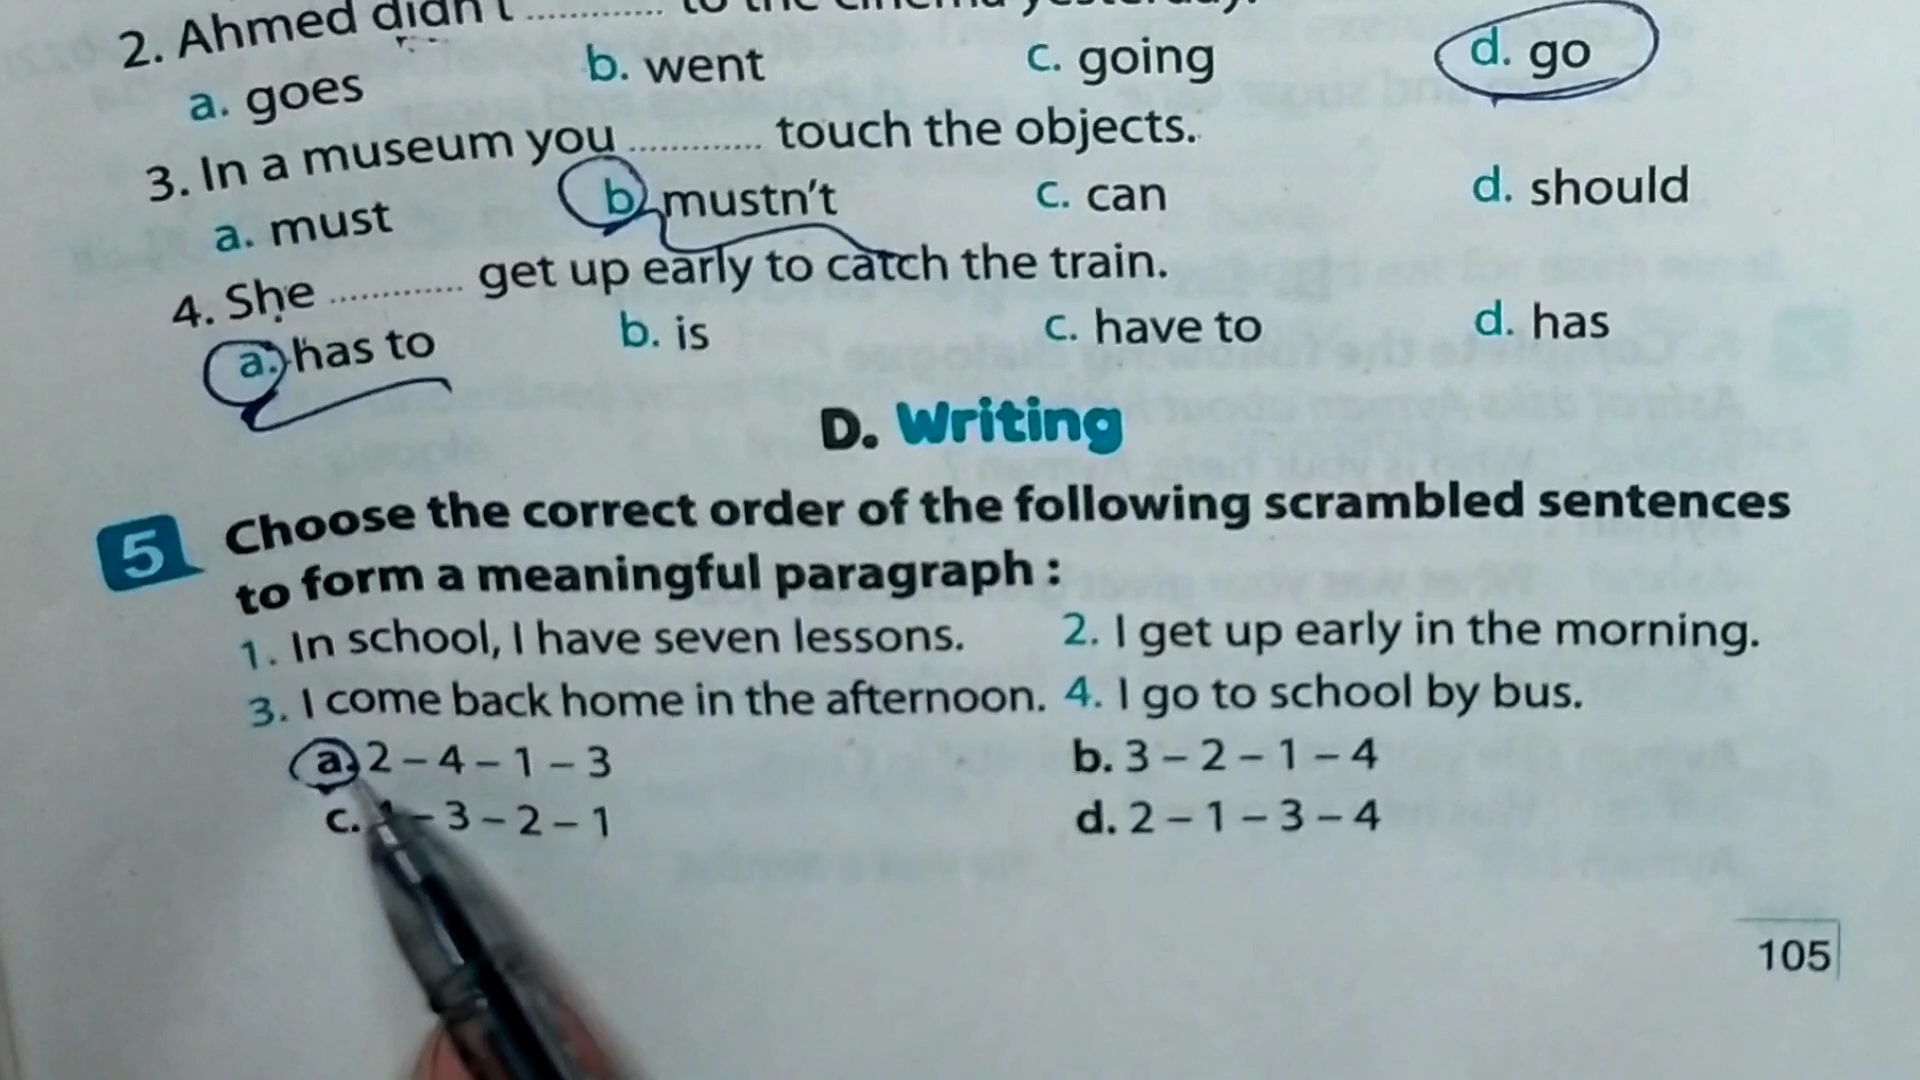 2. Ahmed didn't ............ to the cinema yesterday.
a. goes b. went c. going d. go
3. In a museum you ............ touch the objects.
a. must b. mustn't c. can d. should
4. She ............ get up early to catch the train.
a. has to b. is c. have to d. has
D. Writing
5 Choose the correct order of the following scrambled sentences
to form a meaningful paragraph :
1. In school, I have seven lessons. 2. I get up early in the morning.
3. I come back home in the afternoon. 4. I go to school by bus.
a. 2 – 4 – 1 – 3 b. 3 – 2 – 1 – 4
c. – 3 – 2 – 1 d. 2 – 1 – 3 – 4
105